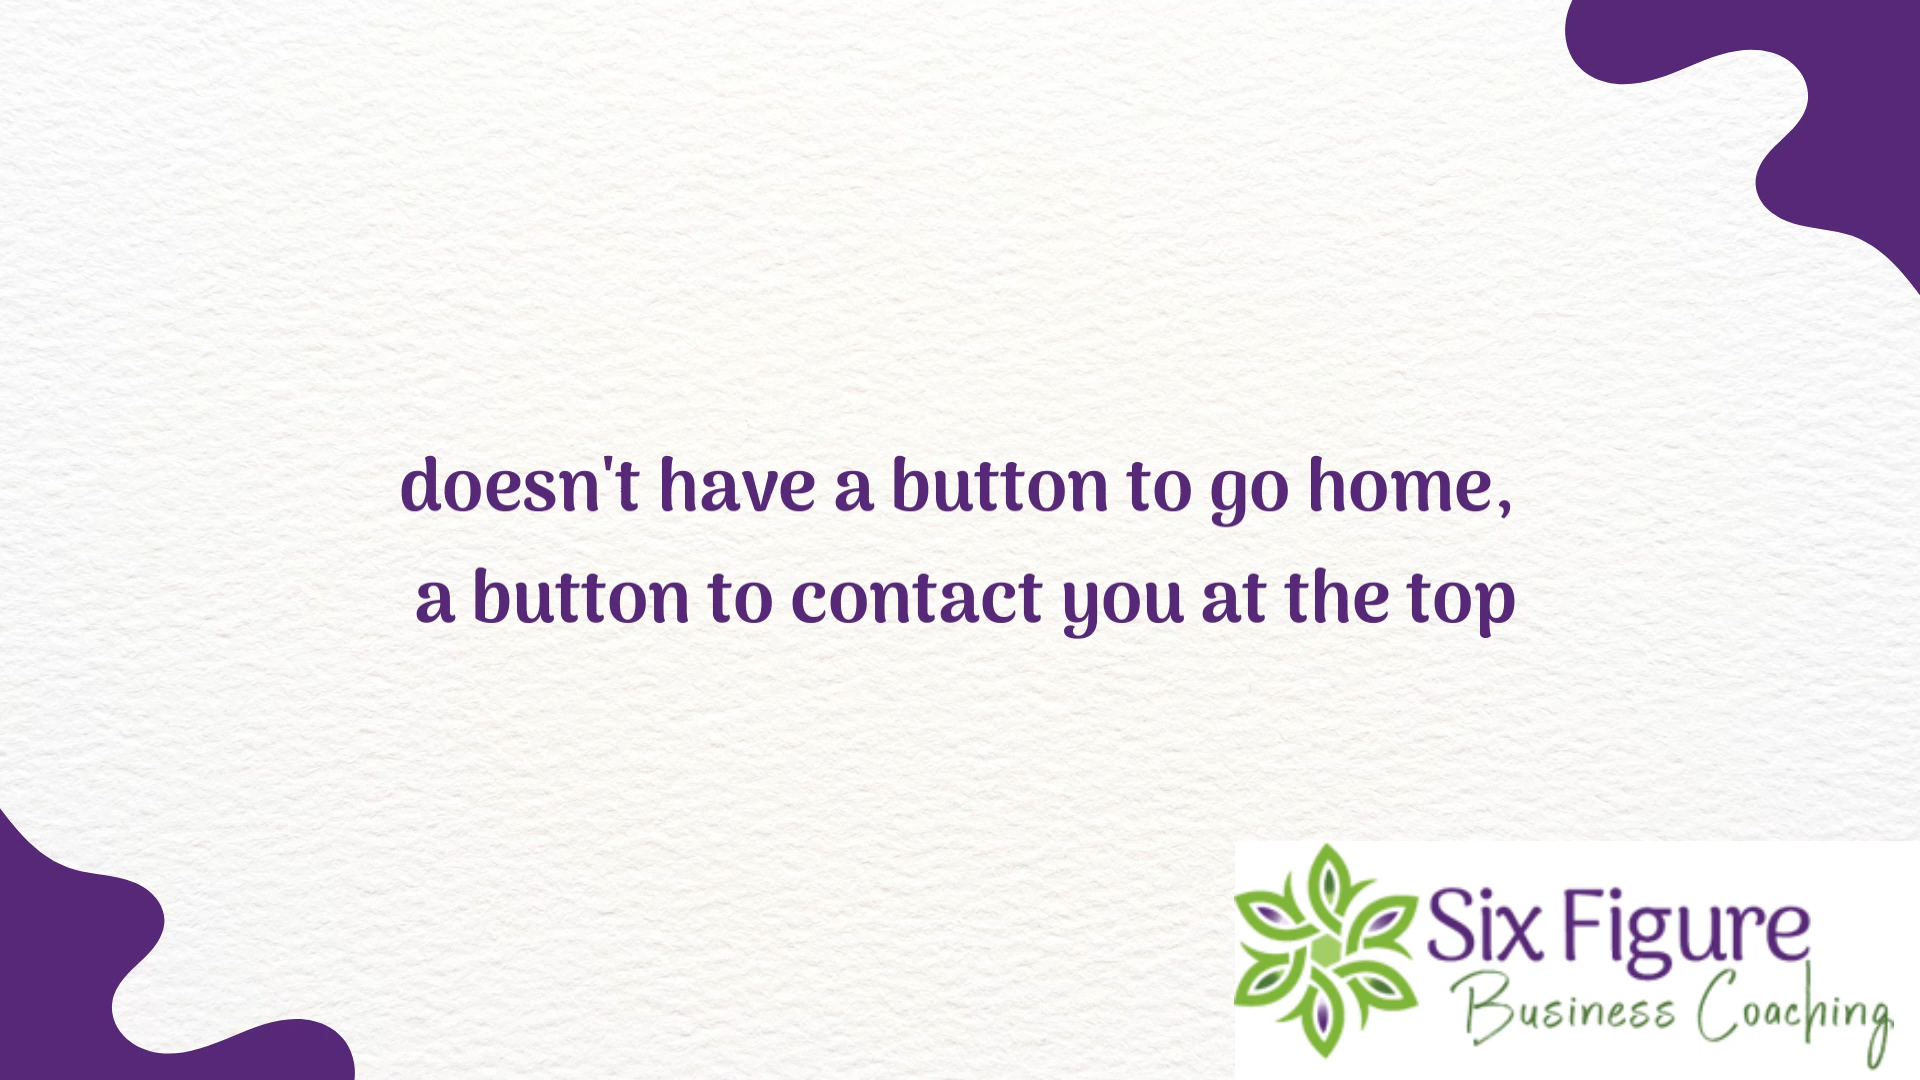 doesn't have a button to go home,
a button to contact you at the top
Six Figure
Business Coaching